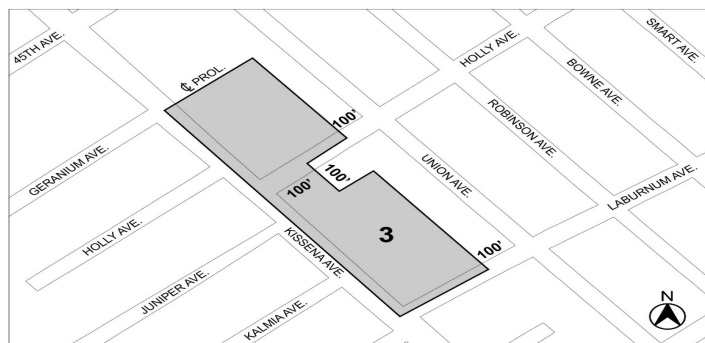 SMART AVE.
45TH AVE.
HOLLY AVE.
BOWNE AVE.
℄ PROL.
100'
ROBINSON AVE.
GERANIUM AVE.
UNION AVE.
100'
100'
LABURNUM AVE.
HOLLY AVE.
KISSENA AVE.
3
100'
JUNIPER AVE.
KALMIA AVE.
N